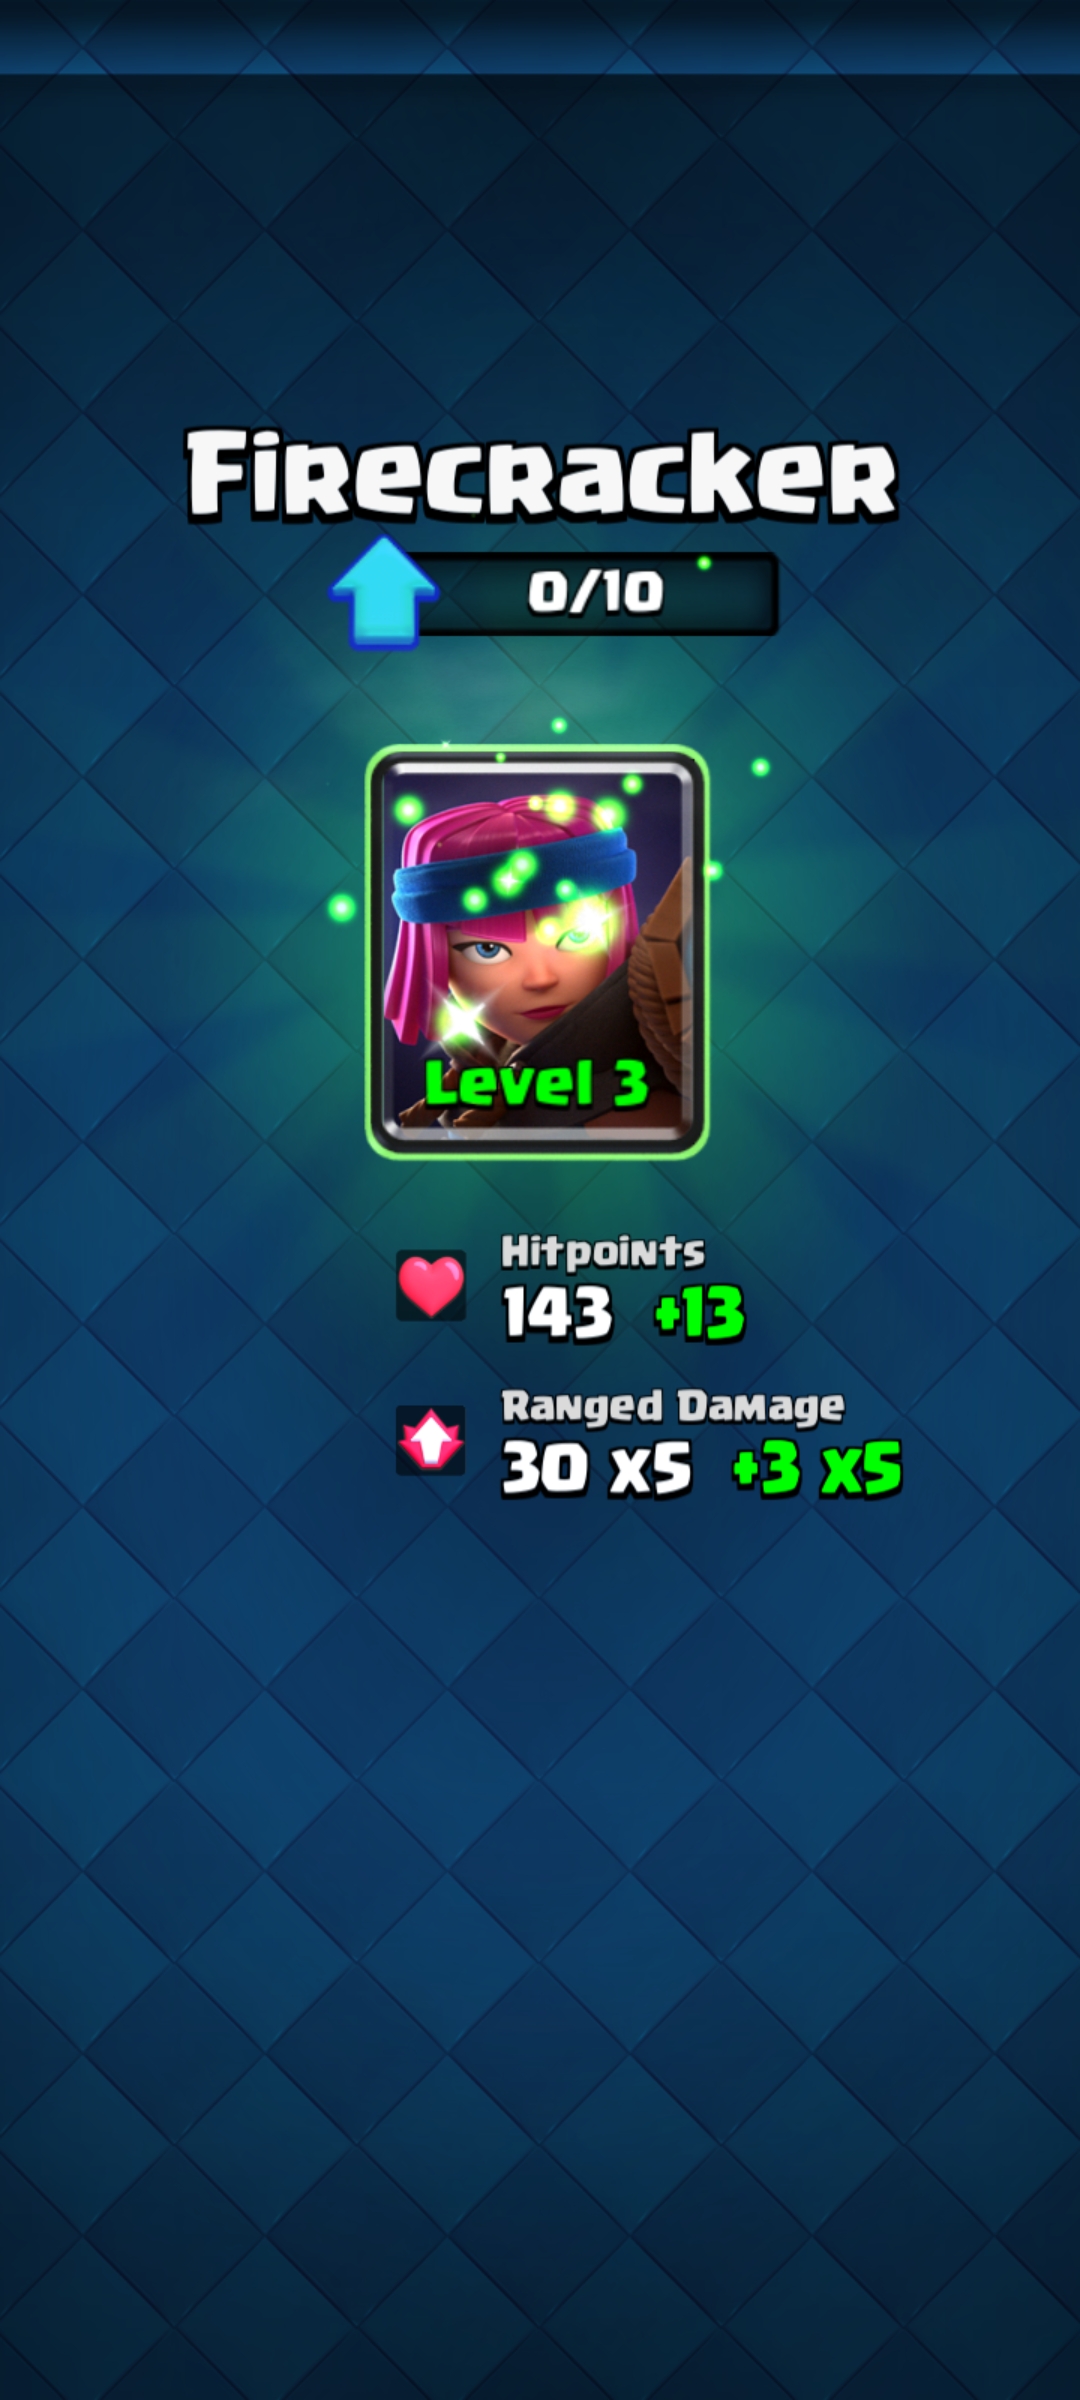 Firecracker
0/10
Level 3
Hitpoints
143 +13
Ranged Damage
30 x5 +3 x5